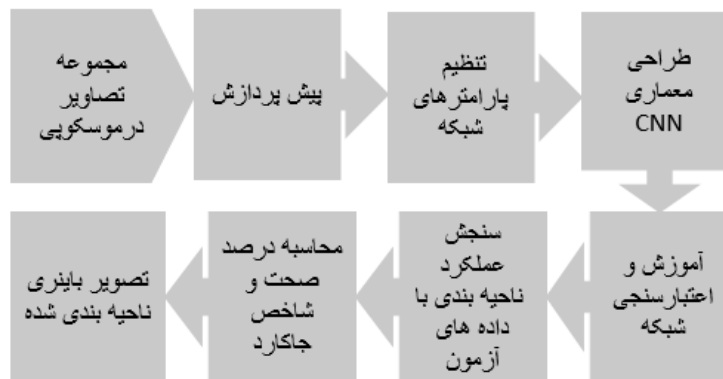 مجموعه
تصاویر
درموسکوپی
پیش پردازش
تنظیم
پارامترهای
شبکه
طراحی
معماری
CNN
آموزش و
اعتبارسنجی
شبکه
سنجش
عملکرد
ناحیه بندی با
داده های
آزمون
محاسبه درصد
صحت و
شاخص
جاکارد
تصویر باینری
ناحیه بندی شده